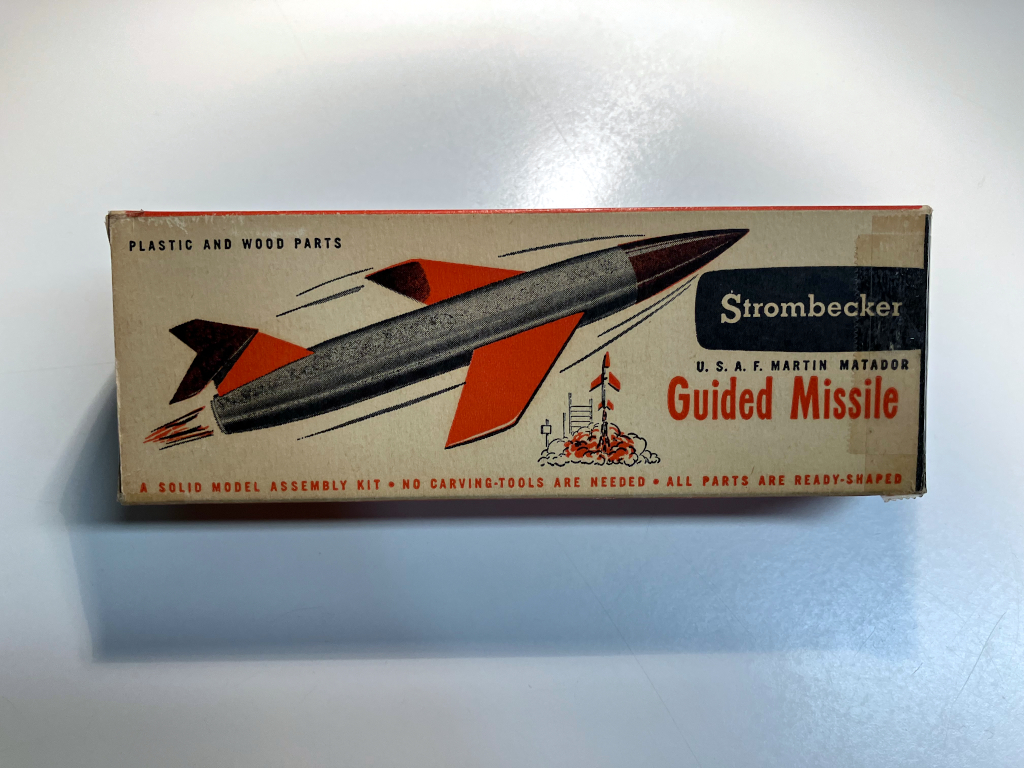 PLASTIC AND WOOD PARTS
Strombecker
U. S. A. F. MARTIN MATADOR
Guided Missile
A SOLID MODEL ASSEMBLY KIT • NO CARVING-TOOLS ARE NEEDED • ALL PARTS ARE READY-SHAPED